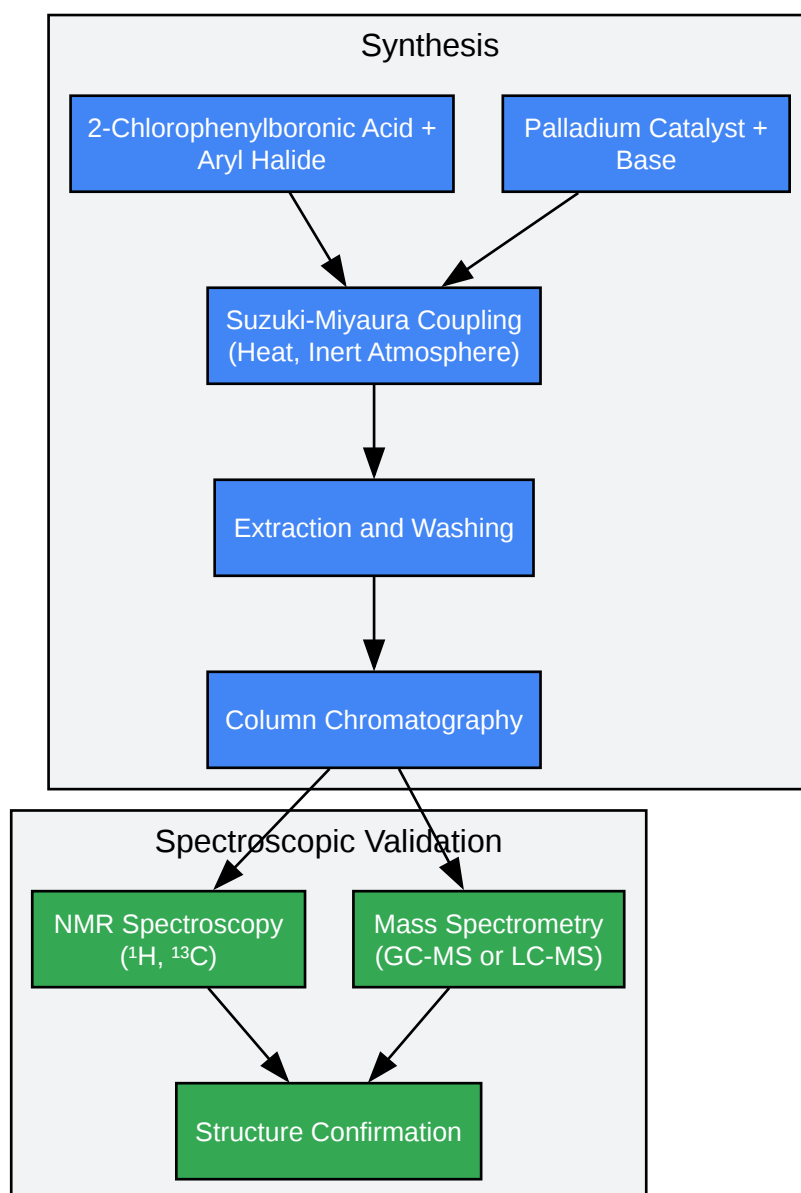 Synthesis
2-Chlorophenylboronic Acid +
Aryl Halide
Palladium Catalyst +
Base
Suzuki-Miyaura Coupling
(Heat, Inert Atmosphere)
Extraction and Washing
Column Chromatography
Spectroscopic Validation
NMR Spectroscopy
(¹H, ¹³C)
Mass Spectrometry
(GC-MS or LC-MS)
Structure Confirmation